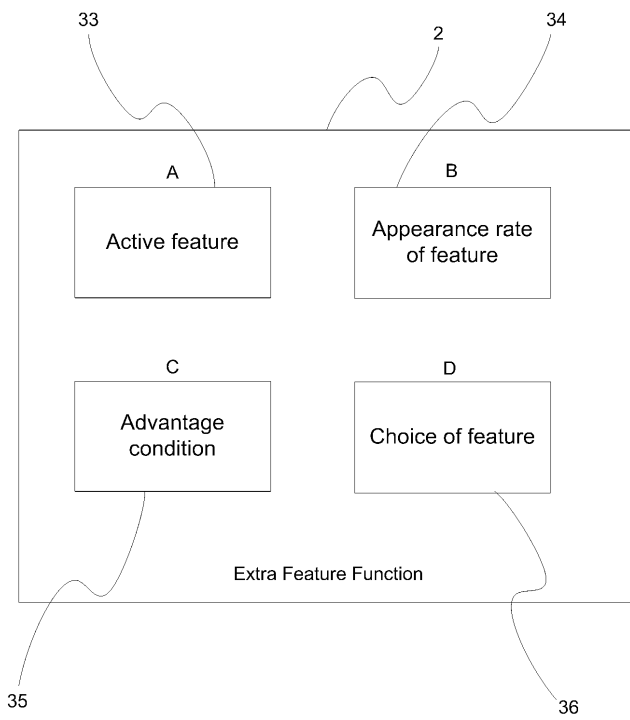 33
2
34
A
B
Active feature
Appearance rate
of feature
C
D
Advantage
condition
Choice of feature
Extra Feature Function
35
36